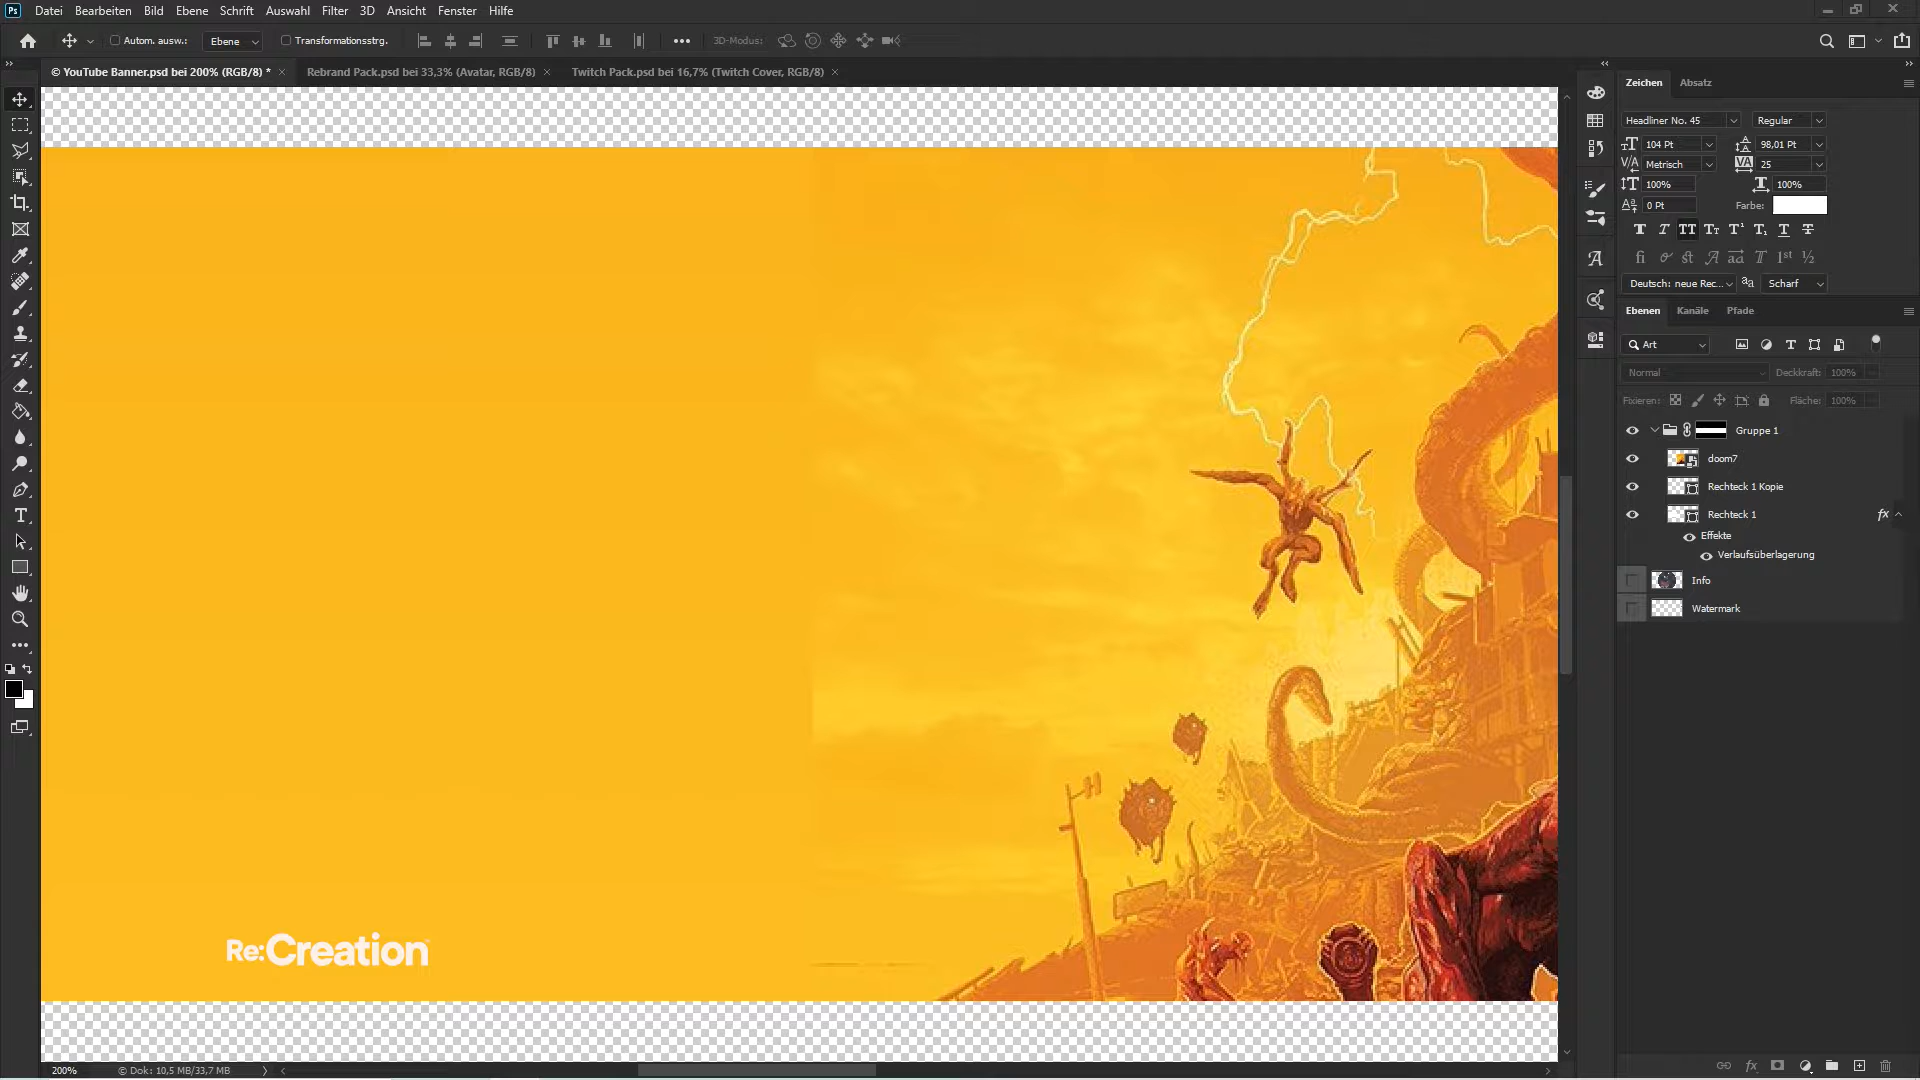 Ps Datei Bearbeiten Bild Ebene Schrift Auswahl Filter 3D Ansicht Fenster Hilfe
Autom. ausw.: Ebene Transformationsstrg. 3D-Modus:
© YouTube Banner.psd bei 200% (RGB/8) * Rebrand Pack.psd bei 33,3% (Avatar, RGB/8) Twitch Pack.psd bei 16,7% (Twitch Cover, RGB/8)
Zeichen Absatz
Headliner No. 45 Regular
104 Pt 98,01 Pt
Metrisch 25
100% 100%
0 Pt Farbe:
Deutsch: neue Rec... Scharf
Ebenen Kanäle Pfade
Art
Normal Deckkraft: 100%
Fixieren: Fläche: 100%
Gruppe 1
doom7
Rechteck 1 Kopie
Rechteck 1 fx
Effekte
Verlaufsüberlagerung
Info
Watermark
Re:Creation
200% © Dok: 10,5 MB/33,7 MB